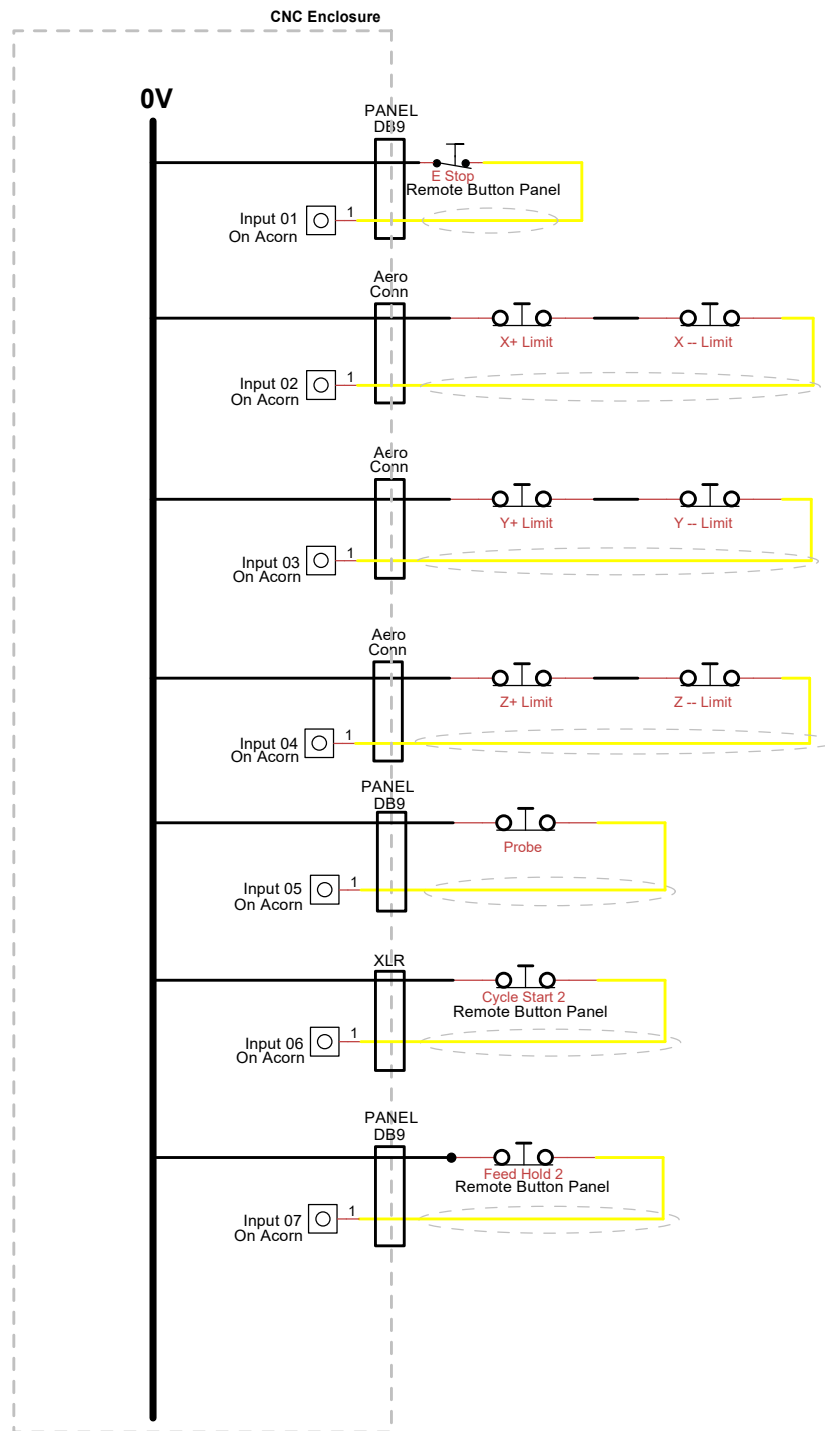 CNC Enclosure
0V
PANEL
DB9
E Stop
Remote Button Panel
1
Input 01
On Acorn
Aero
Conn
X+ Limit
X -- Limit
1
Input 02
On Acorn
Aero
Conn
Y+ Limit
Y -- Limit
1
Input 03
On Acorn
Aero
Conn
Z+ Limit
Z -- Limit
1
Input 04
On Acorn
PANEL
DB9
Probe
1
Input 05
On Acorn
XLR
Cycle Start 2
Remote Button Panel
1
Input 06
On Acorn
PANEL
DB9
Feed Hold 2
Remote Button Panel
1
Input 07
On Acorn